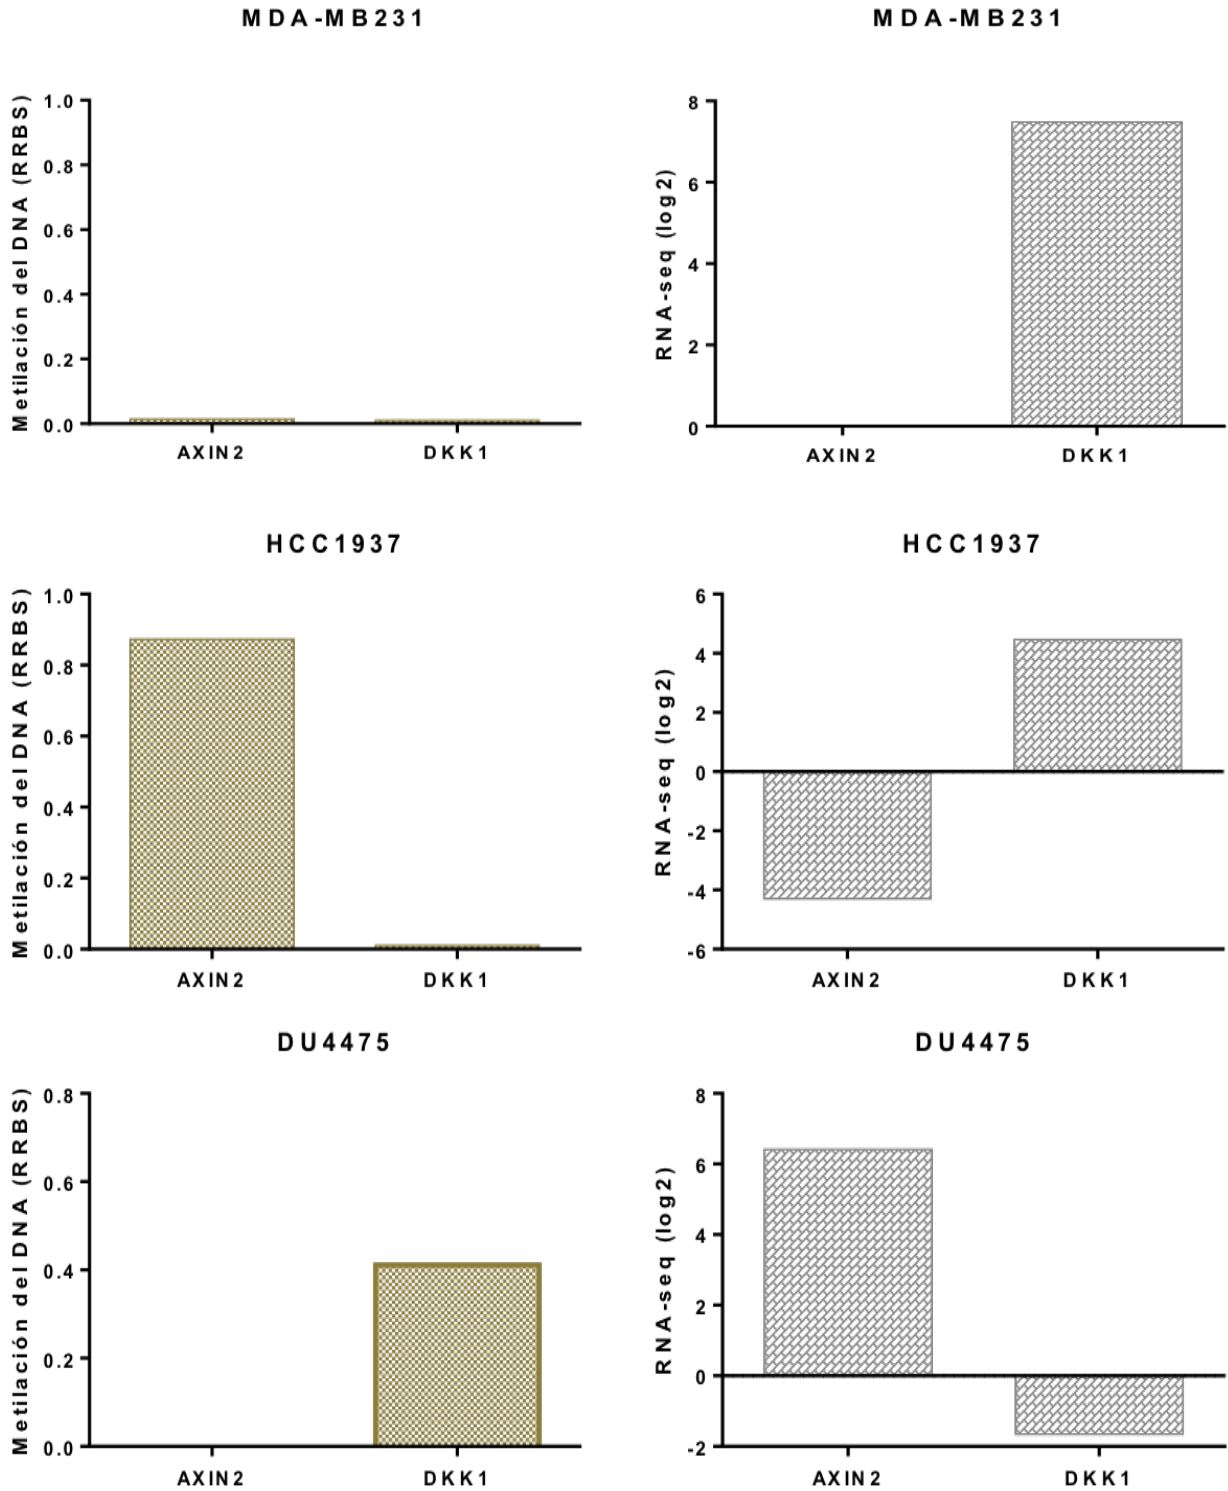 MDA-MB231
Metilación del DNA (RRBS)
1.0
0.8
0.6
0.4
0.2
0.0
AXIN2 DKK1
MDA-MB231
RNA-seq (log2)
8
6
4
2
0
AXIN2 DKK1
HCC1937
Metilación del DNA (RRBS)
1.0
0.8
0.6
0.4
0.2
0.0
AXIN2 DKK1
HCC1937
RNA-seq (log2)
6
4
2
0
-2
-4
-6
AXIN2 DKK1
DU4475
Metilación del DNA (RRBS)
0.8
0.6
0.4
0.2
0.0
AXIN2 DKK1
DU4475
RNA-seq (log2)
8
6
4
2
0
-2
AXIN2 DKK1